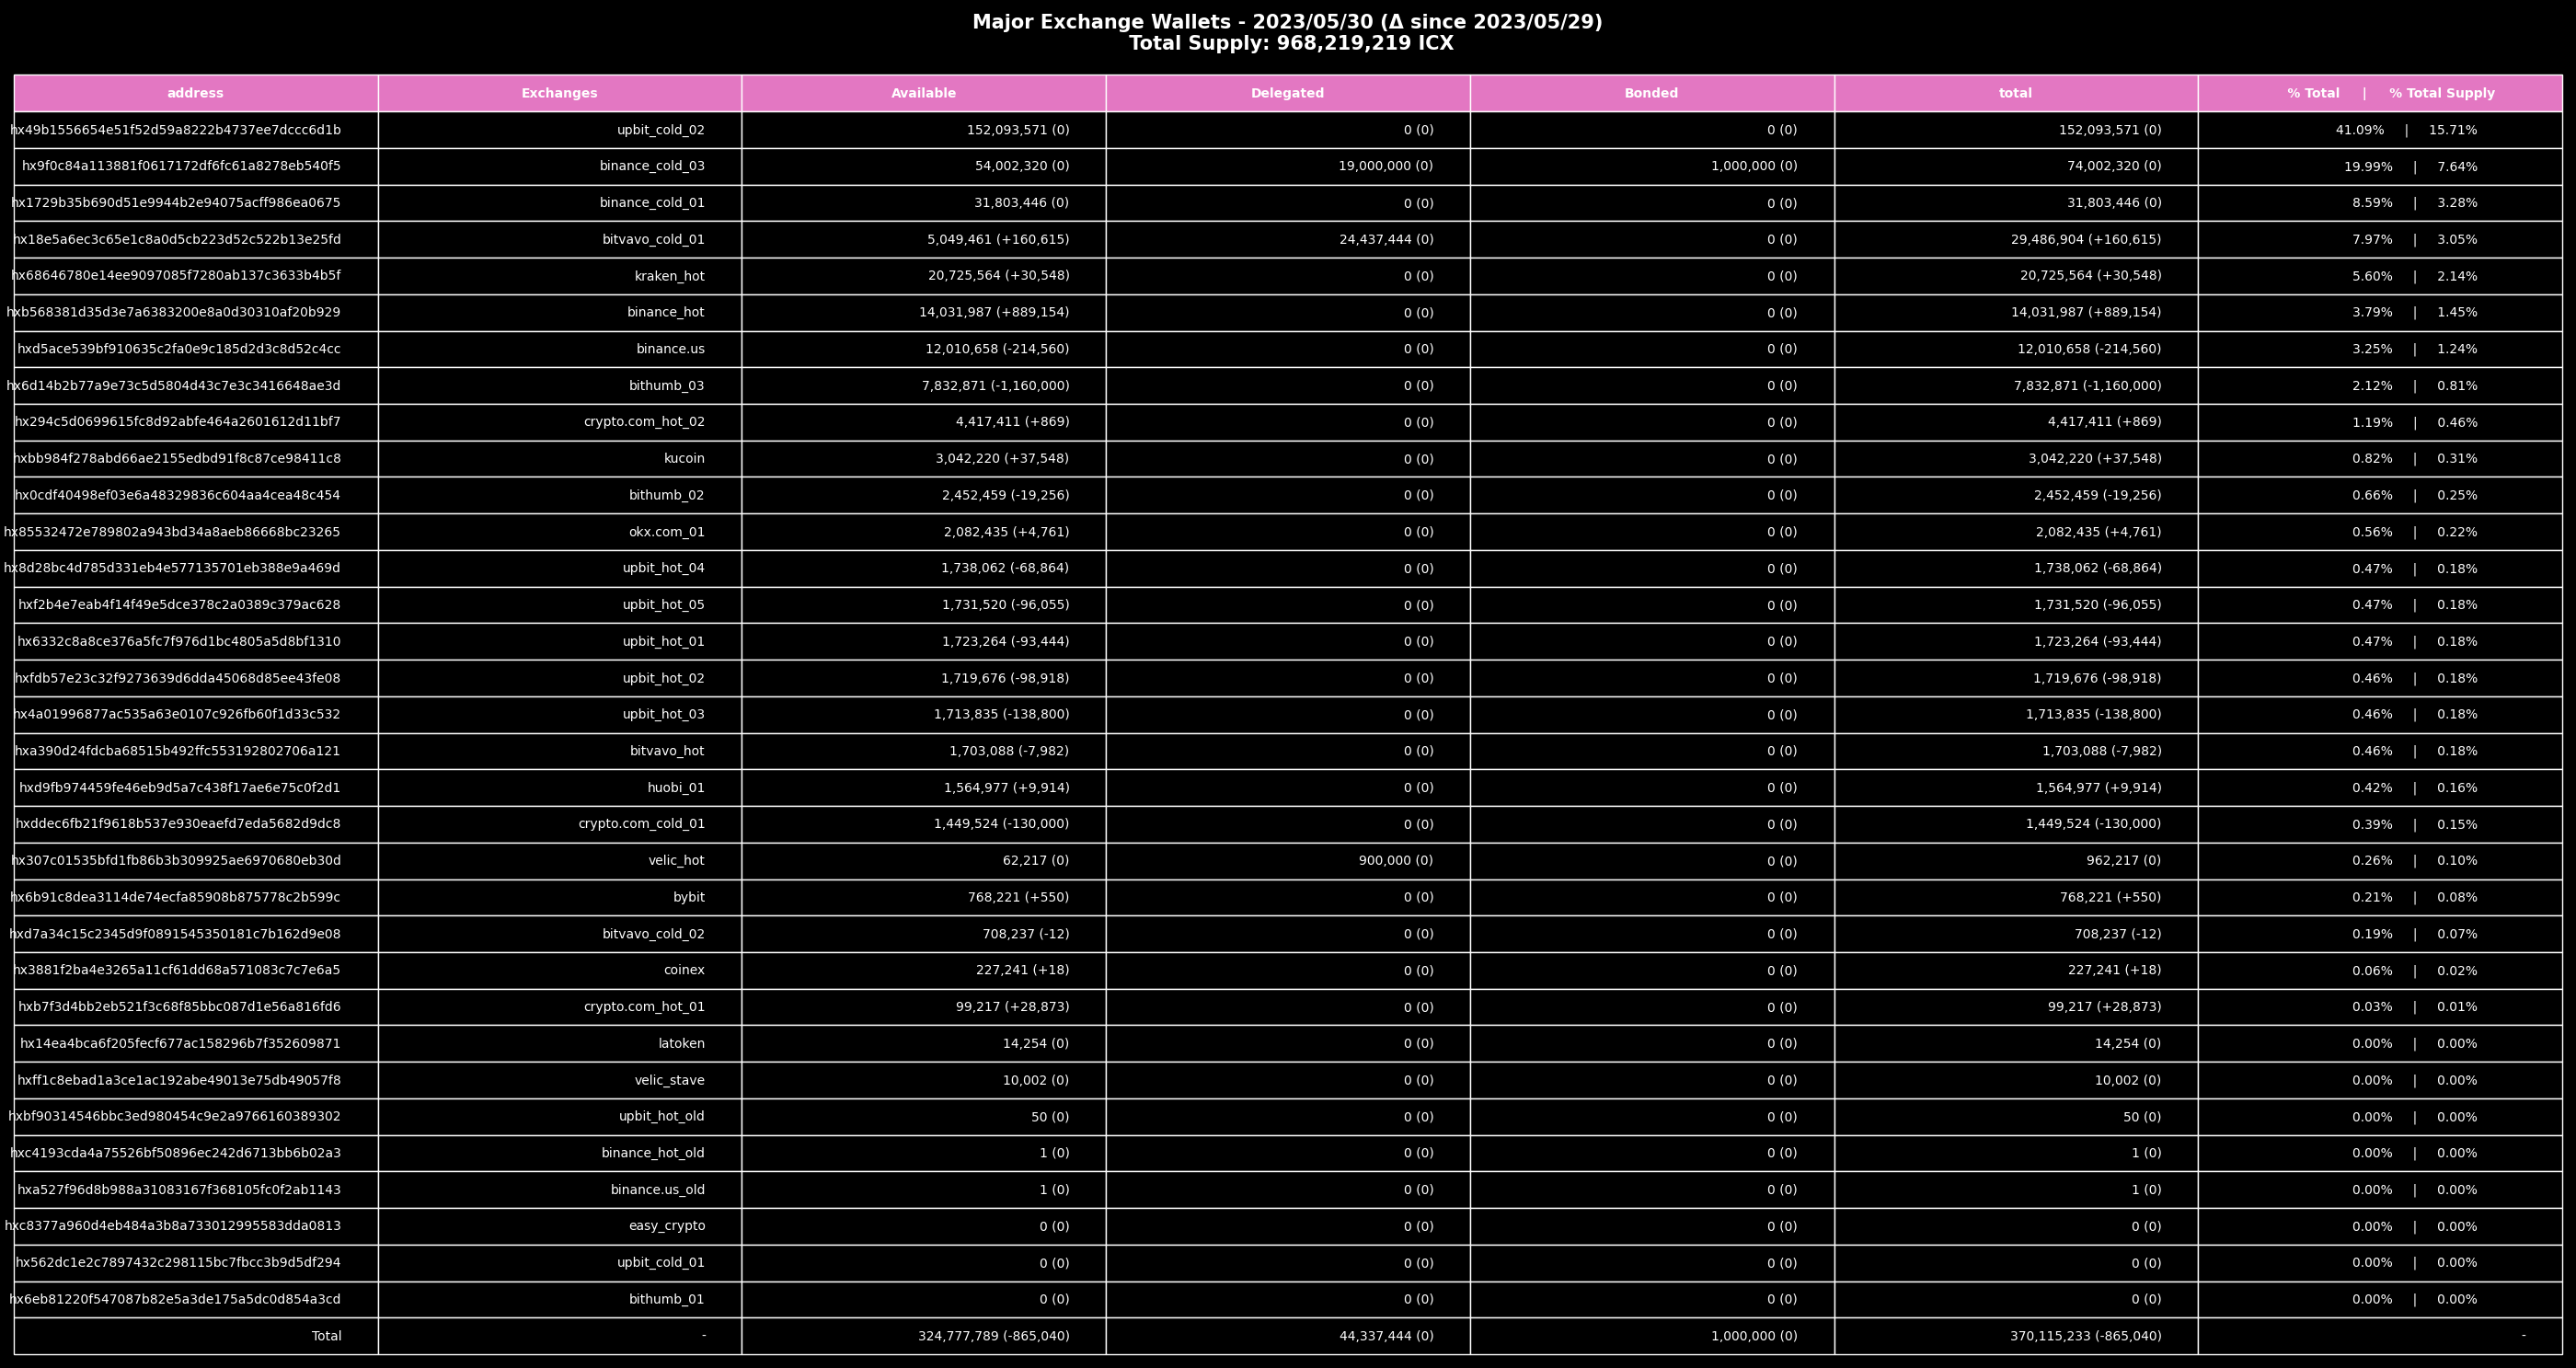 Major Exchange Wallets - 2023/05/30 (Δ since 2023/05/29)
Total Supply: 968,219,219 ICX
address Exchanges Available Delegated Bonded total % Total | % Total Supply
hx49b1556654e51f52d59a8222b4737ee7dccc6d1b upbit_cold_02 152,093,571 (0) 0 (0) 0 (0) 152,093,571 (0) 41.09% | 15.71%
hx9f0c84a113881f0617172df6fc61a8278eb540f5 binance_cold_03 54,002,320 (0) 19,000,000 (0) 1,000,000 (0) 74,002,320 (0) 19.99% | 7.64%
hx1729b35b690d51e9944b2e94075acff986ea0675 binance_cold_01 31,803,446 (0) 0 (0) 0 (0) 31,803,446 (0) 8.59% | 3.28%
hx18e5a6ec3c65e1c8a0d5cb223d52c522b13e25fd bitvavo_cold_01 5,049,461 (+160,615) 24,437,444 (0) 0 (0) 29,486,904 (+160,615) 7.97% | 3.05%
hx68646780e14ee9097085f7280ab137c3633b4b5f kraken_hot 20,725,564 (+30,548) 0 (0) 0 (0) 20,725,564 (+30,548) 5.60% | 2.14%
hxb568381d35d3e7a6383200e8a0d30310af20b929 binance_hot 14,031,987 (+889,154) 0 (0) 0 (0) 14,031,987 (+889,154) 3.79% | 1.45%
hxd5ace539bf910635c2fa0e9c185d2d3c8d52c4cc binance.us 12,010,658 (-214,560) 0 (0) 0 (0) 12,010,658 (-214,560) 3.25% | 1.24%
hx6d14b2b77a9e73c5d5804d43c7e3c3416648ae3d bithumb_03 7,832,871 (-1,160,000) 0 (0) 0 (0) 7,832,871 (-1,160,000) 2.12% | 0.81%
hx294c5d0699615fc8d92abfe464a2601612d11bf7 crypto.com_hot_02 4,417,411 (+869) 0 (0) 0 (0) 4,417,411 (+869) 1.19% | 0.46%
hxbb984f278abd66ae2155edbd91f8c87ce98411c8 kucoin 3,042,220 (+37,548) 0 (0) 0 (0) 3,042,220 (+37,548) 0.82% | 0.31%
hx0cdf40498ef03e6a48329836c604aa4cea48c454 bithumb_02 2,452,459 (-19,256) 0 (0) 0 (0) 2,452,459 (-19,256) 0.66% | 0.25%
hx85532472e789802a943bd34a8aeb86668bc23265 okx.com_01 2,082,435 (+4,761) 0 (0) 0 (0) 2,082,435 (+4,761) 0.56% | 0.22%
hx8d28bc4d785d331eb4e577135701eb388e9a469d upbit_hot_04 1,738,062 (-68,864) 0 (0) 0 (0) 1,738,062 (-68,864) 0.47% | 0.18%
hxf2b4e7eab4f14f49e5dce378c2a0389c379ac628 upbit_hot_05 1,731,520 (-96,055) 0 (0) 0 (0) 1,731,520 (-96,055) 0.47% | 0.18%
hx6332c8a8ce376a5fc7f976d1bc4805a5d8bf1310 upbit_hot_01 1,723,264 (-93,444) 0 (0) 0 (0) 1,723,264 (-93,444) 0.47% | 0.18%
hxfdb57e23c32f9273639d6dda45068d85ee43fe08 upbit_hot_02 1,719,676 (-98,918) 0 (0) 0 (0) 1,719,676 (-98,918) 0.46% | 0.18%
hx4a01996877ac535a63e0107c926fb60f1d33c532 upbit_hot_03 1,713,835 (-138,800) 0 (0) 0 (0) 1,713,835 (-138,800) 0.46% | 0.18%
hxa390d24fdcba68515b492ffc553192802706a121 bitvavo_hot 1,703,088 (-7,982) 0 (0) 0 (0) 1,703,088 (-7,982) 0.46% | 0.18%
hxd9fb974459fe46eb9d5a7c438f17ae6e75c0f2d1 huobi_01 1,564,977 (+9,914) 0 (0) 0 (0) 1,564,977 (+9,914) 0.42% | 0.16%
hxddec6fb21f9618b537e930eaefd7eda5682d9dc8 crypto.com_cold_01 1,449,524 (-130,000) 0 (0) 0 (0) 1,449,524 (-130,000) 0.39% | 0.15%
hx307c01535bfd1fb86b3b309925ae6970680eb30d velic_hot 62,217 (0) 900,000 (0) 0 (0) 962,217 (0) 0.26% | 0.10%
hx6b91c8dea3114de74ecfa85908b875778c2b599c bybit 768,221 (+550) 0 (0) 0 (0) 768,221 (+550) 0.21% | 0.08%
hxd7a34c15c2345d9f0891545350181c7b162d9e08 bitvavo_cold_02 708,237 (-12) 0 (0) 0 (0) 708,237 (-12) 0.19% | 0.07%
hx3881f2ba4e3265a11cf61dd68a571083c7c7e6a5 coinex 227,241 (+18) 0 (0) 0 (0) 227,241 (+18) 0.06% | 0.02%
hxb7f3d4bb2eb521f3c68f85bbc087d1e56a816fd6 crypto.com_hot_01 99,217 (+28,873) 0 (0) 0 (0) 99,217 (+28,873) 0.03% | 0.01%
hx14ea4bca6f205fecf677ac158296b7f352609871 latoken 14,254 (0) 0 (0) 0 (0) 14,254 (0) 0.00% | 0.00%
hxff1c8ebad1a3ce1ac192abe49013e75db49057f8 velic_stave 10,002 (0) 0 (0) 0 (0) 10,002 (0) 0.00% | 0.00%
hxbf90314546bbc3ed980454c9e2a9766160389302 upbit_hot_old 50 (0) 0 (0) 0 (0) 50 (0) 0.00% | 0.00%
hxc4193cda4a75526bf50896ec242d6713bb6b02a3 binance_hot_old 1 (0) 0 (0) 0 (0) 1 (0) 0.00% | 0.00%
hxa527f96d8b988a31083167f368105fc0f2ab1143 binance.us_old 1 (0) 0 (0) 0 (0) 1 (0) 0.00% | 0.00%
hxc8377a960d4eb484a3b8a733012995583dda0813 easy_crypto 0 (0) 0 (0) 0 (0) 0 (0) 0.00% | 0.00%
hx562dc1e2c7897432c298115bc7fbcc3b9d5df294 upbit_cold_01 0 (0) 0 (0) 0 (0) 0 (0) 0.00% | 0.00%
hx6eb81220f547087b82e5a3de175a5dc0d854a3cd bithumb_01 0 (0) 0 (0) 0 (0) 0 (0) 0.00% | 0.00%
Total - 324,777,789 (-865,040) 44,337,444 (0) 1,000,000 (0) 370,115,233 (-865,040) -